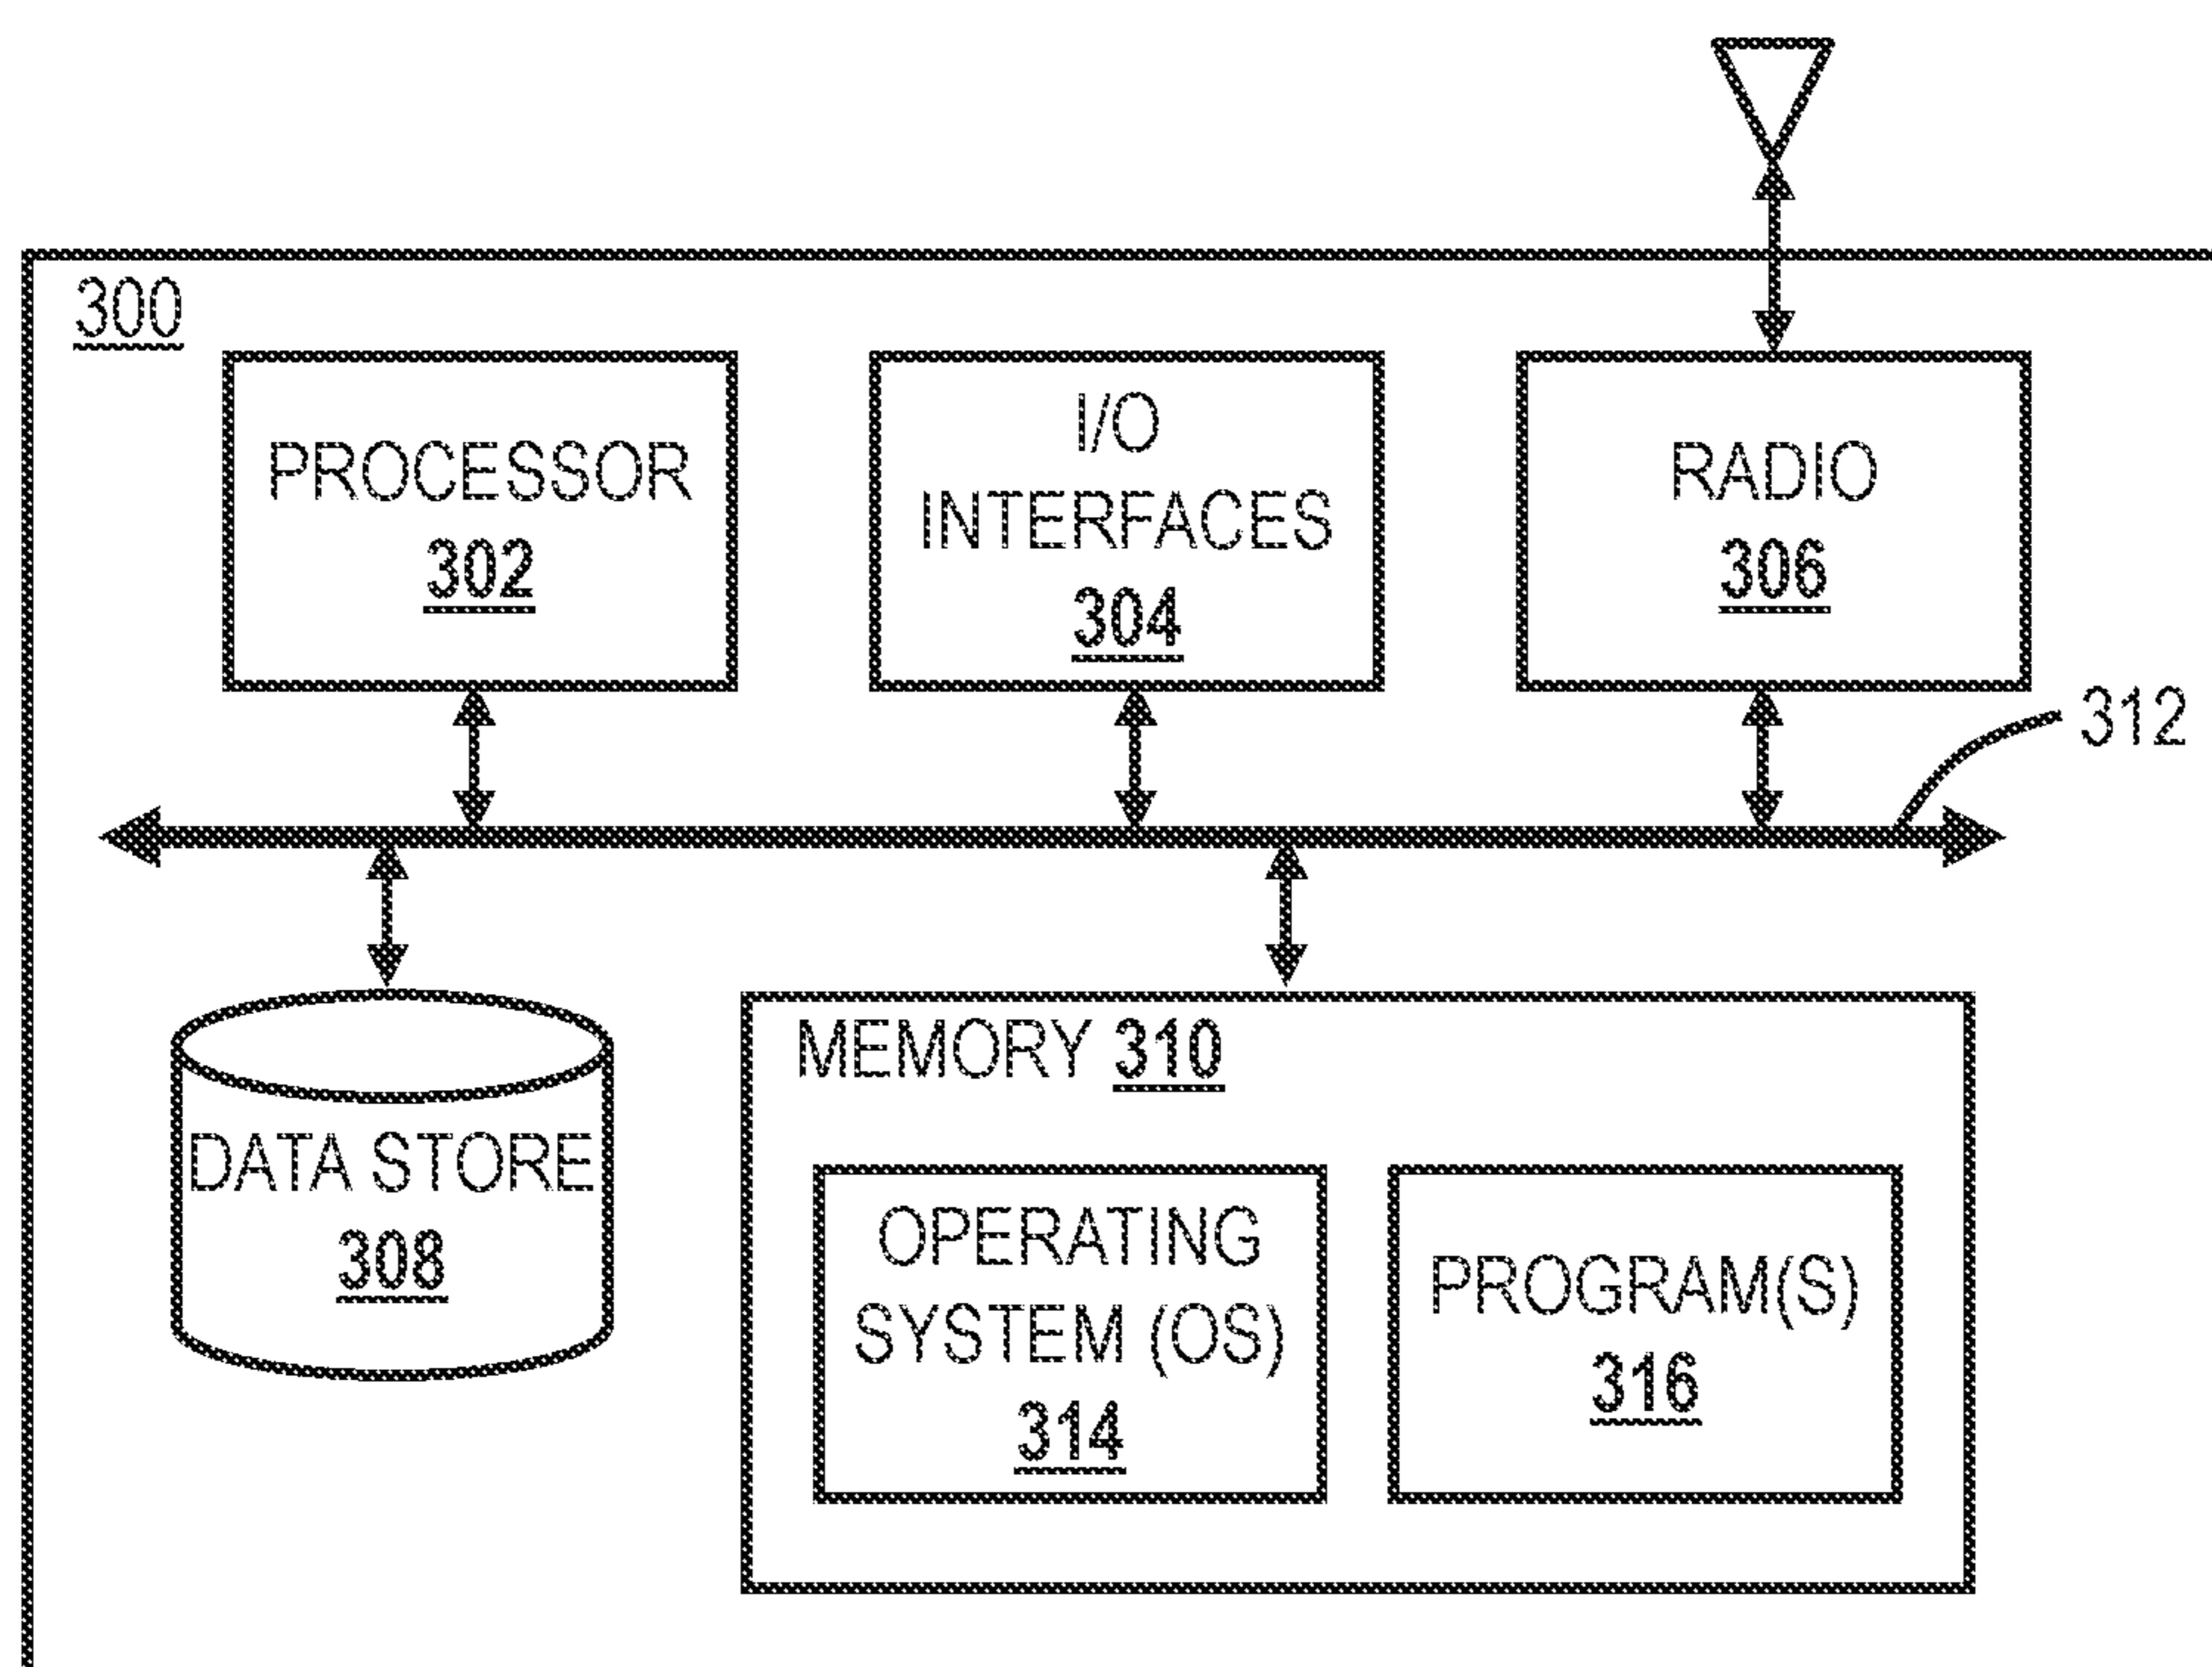 300
PROCESSOR
302
I/O
INTERFACES
304
RADIO
306
312
DATA STORE
308
MEMORY 310
OPERATING
SYSTEM (OS)
314
PROGRAM(S)
316